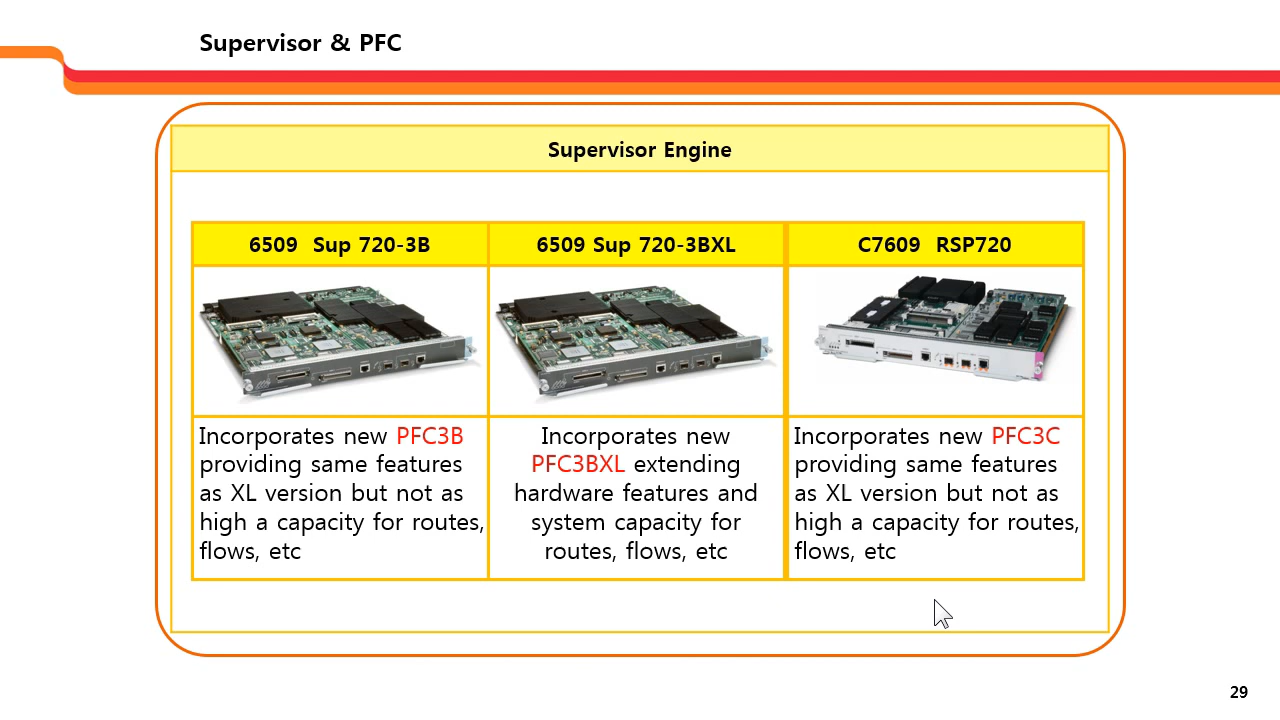 Supervisor & PFC
Supervisor Engine
6509 Sup 720-3B
6509 Sup 720-3BXL
C7609 RSP720
Incorporates new PFC3B
providing same features
as XL version but not as
high a capacity for routes,
flows, etc
Incorporates new
PFC3BXL extending
hardware features and
system capacity for
routes, flows, etc
Incorporates new PFC3C
providing same features
as XL version but not as
high a capacity for routes,
flows, etc
29